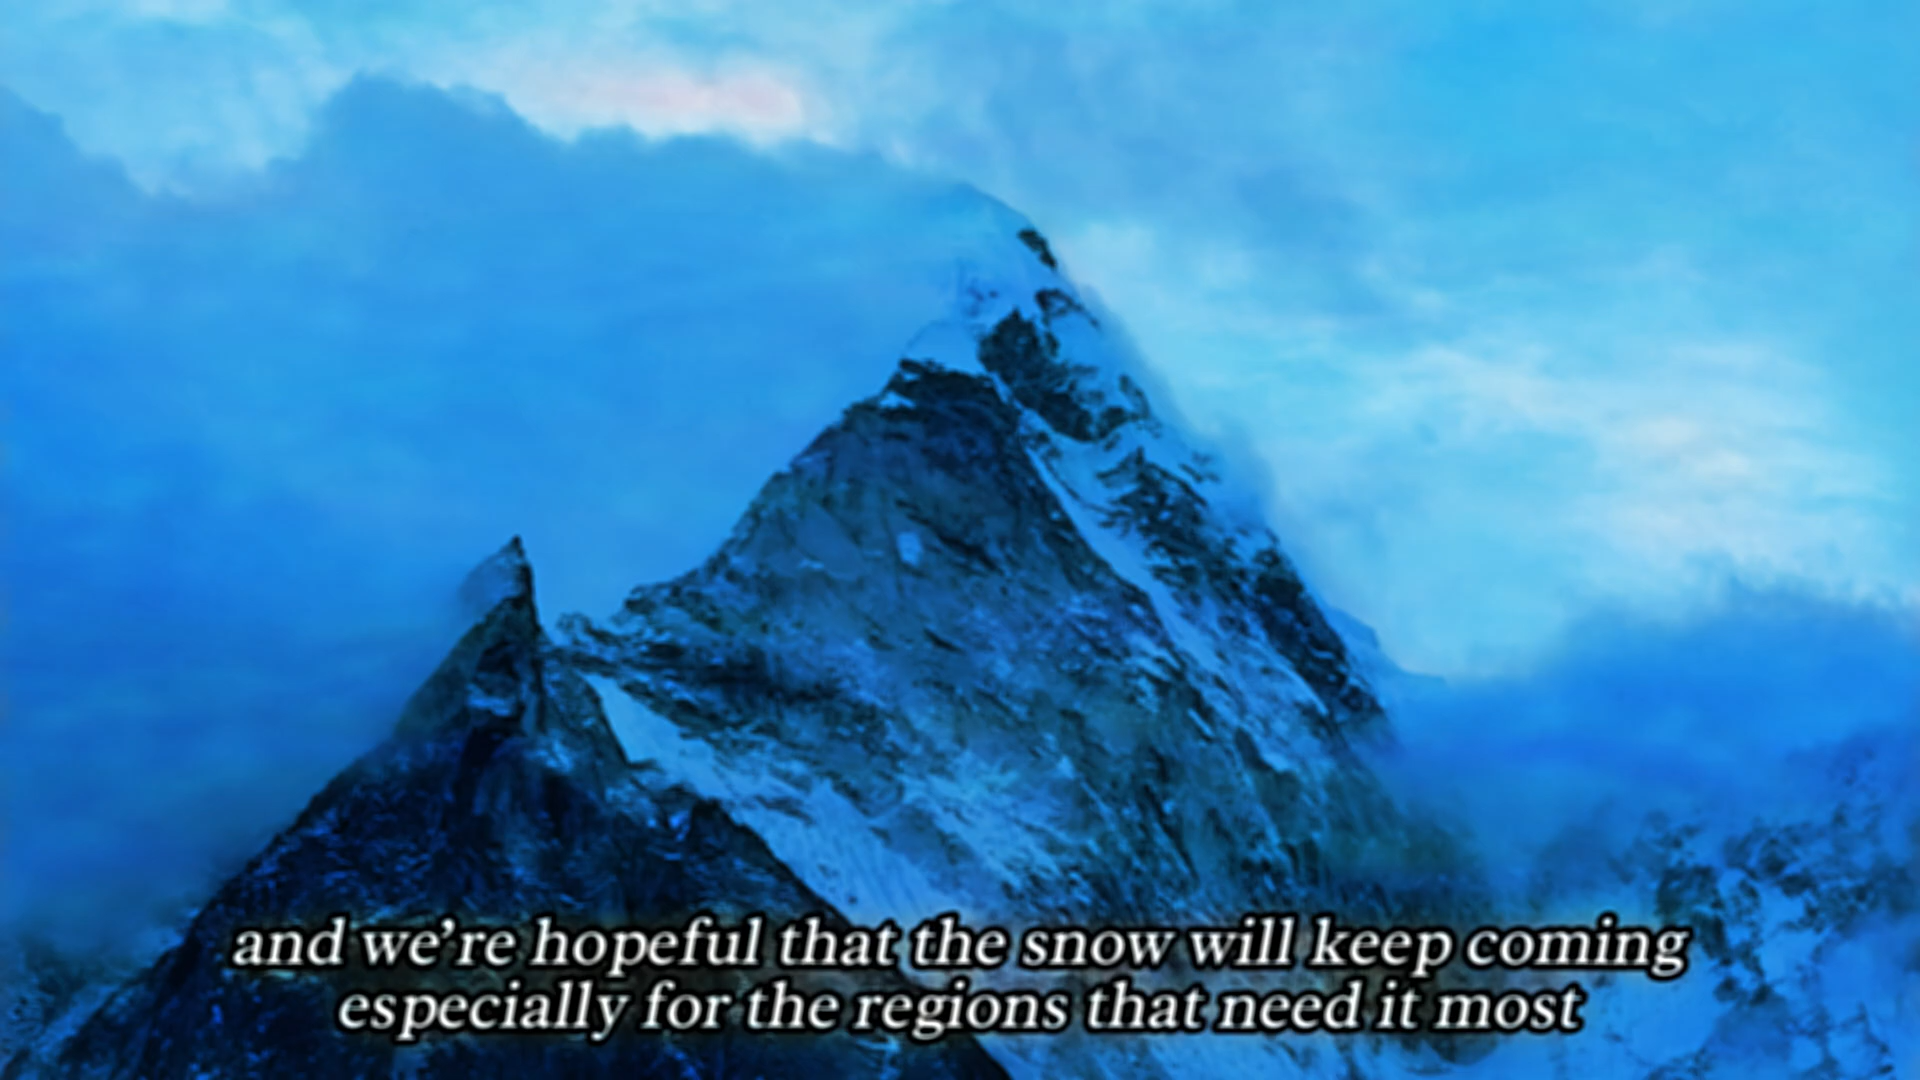 and we're hopeful that the snow will keep coming
especially for the regions that need it most